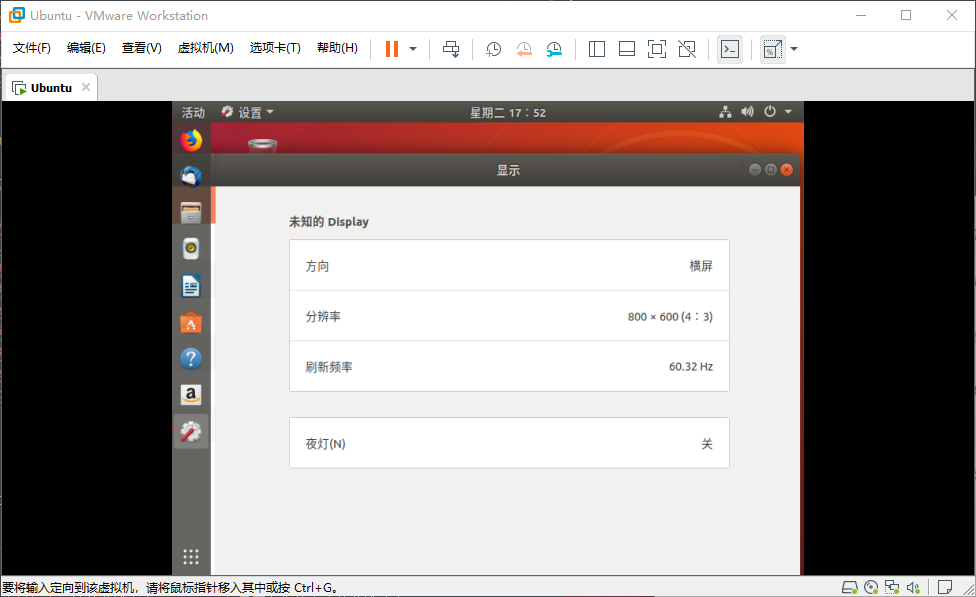 Ubuntu - VMware Workstation
文件(F) 编辑(E) 查看(V) 虚拟机(M) 选项卡(T) 帮助(H)
Ubuntu
活动 设置 星期二 17∶52
显示
未知的 Display
方向 横屏
分辨率 800 × 600 (4∶3)
刷新频率 60.32 Hz
夜灯(N) 关
要将输入定向到该虚拟机，请将鼠标指针移入其中或按 Ctrl+G。